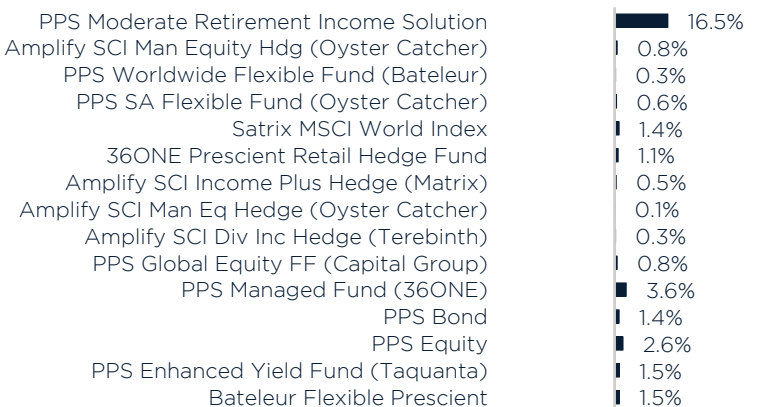 PPS Moderate Retirement Income Solution 16.5%
Amplify SCI Man Equity Hdg (Oyster Catcher) 0.8%
PPS Worldwide Flexible Fund (Bateleur) 0.3%
PPS SA Flexible Fund (Oyster Catcher) 0.6%
Satrix MSCI World Index 1.4%
36ONE Prescient Retail Hedge Fund 1.1%
Amplify SCI Income Plus Hedge (Matrix) 0.5%
Amplify SCI Man Eq Hedge (Oyster Catcher) 0.1%
Amplify SCI Div Inc Hedge (Terebinth) 0.3%
PPS Global Equity FF (Capital Group) 0.8%
PPS Managed Fund (36ONE) 3.6%
PPS Bond 1.4%
PPS Equity 2.6%
PPS Enhanced Yield Fund (Taquanta) 1.5%
Bateleur Flexible Prescient 1.5%